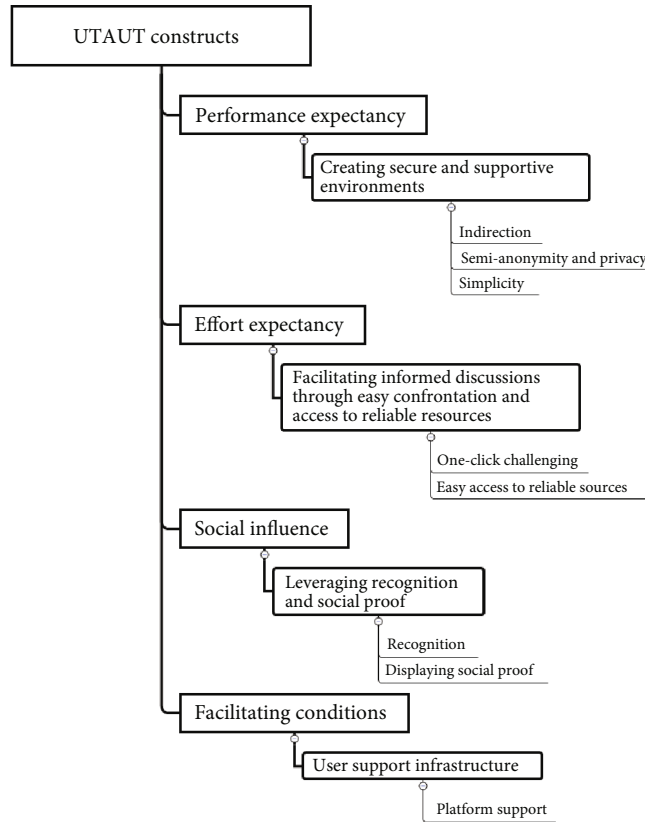 UTAUT constructs
Performance expectancy
Creating secure and supportive
environments
Indirection
Semi-anonymity and privacy
Simplicity
Effort expectancy
Facilitating informed discussions
through easy confrontation and
access to reliable resources
One-click challenging
Easy access to reliable sources
Social influence
Leveraging recognition
and social proof
Recognition
Displaying social proof
Facilitating conditions
User support infrastructure
Platform support